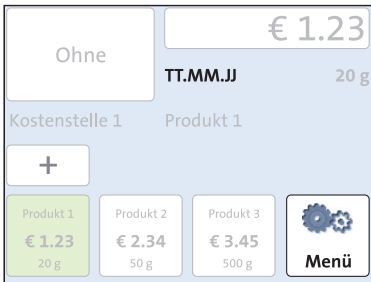 Ohne
€ 1.23
TT.MM.JJ
20 g
Kostenstelle 1
Produkt 1
+
Produkt 1
€ 1.23
20 g
Produkt 2
€ 2.34
50 g
Produkt 3
€ 3.45
500 g
Menü